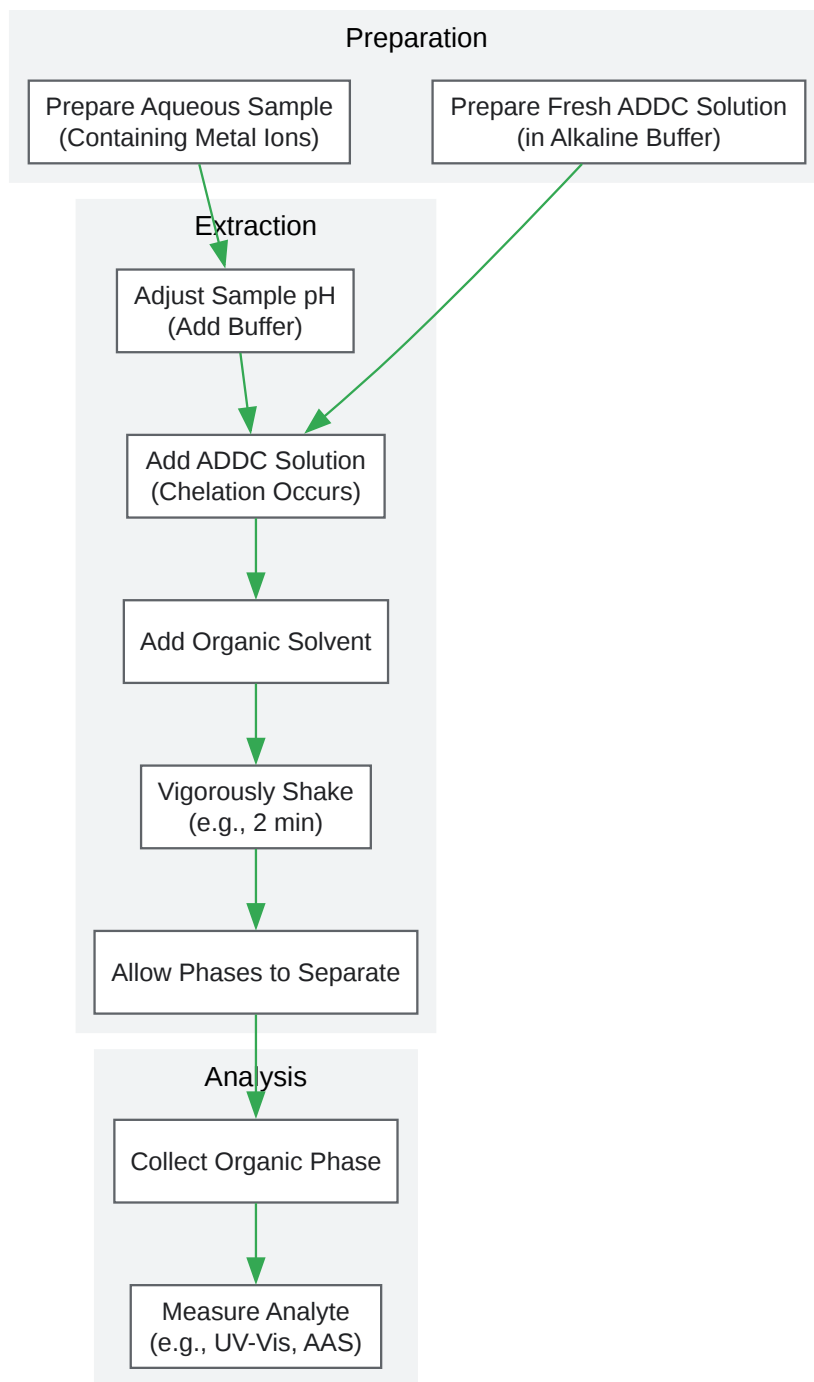 Preparation
Prepare Aqueous Sample
(Containing Metal Ions)
Prepare Fresh ADDC Solution
(in Alkaline Buffer)
Extraction
Adjust Sample pH
(Add Buffer)
Add ADDC Solution
(Chelation Occurs)
Add Organic Solvent
Vigorously Shake
(e.g., 2 min)
Allow Phases to Separate
Analysis
Collect Organic Phase
Measure Analyte
(e.g., UV-Vis, AAS)